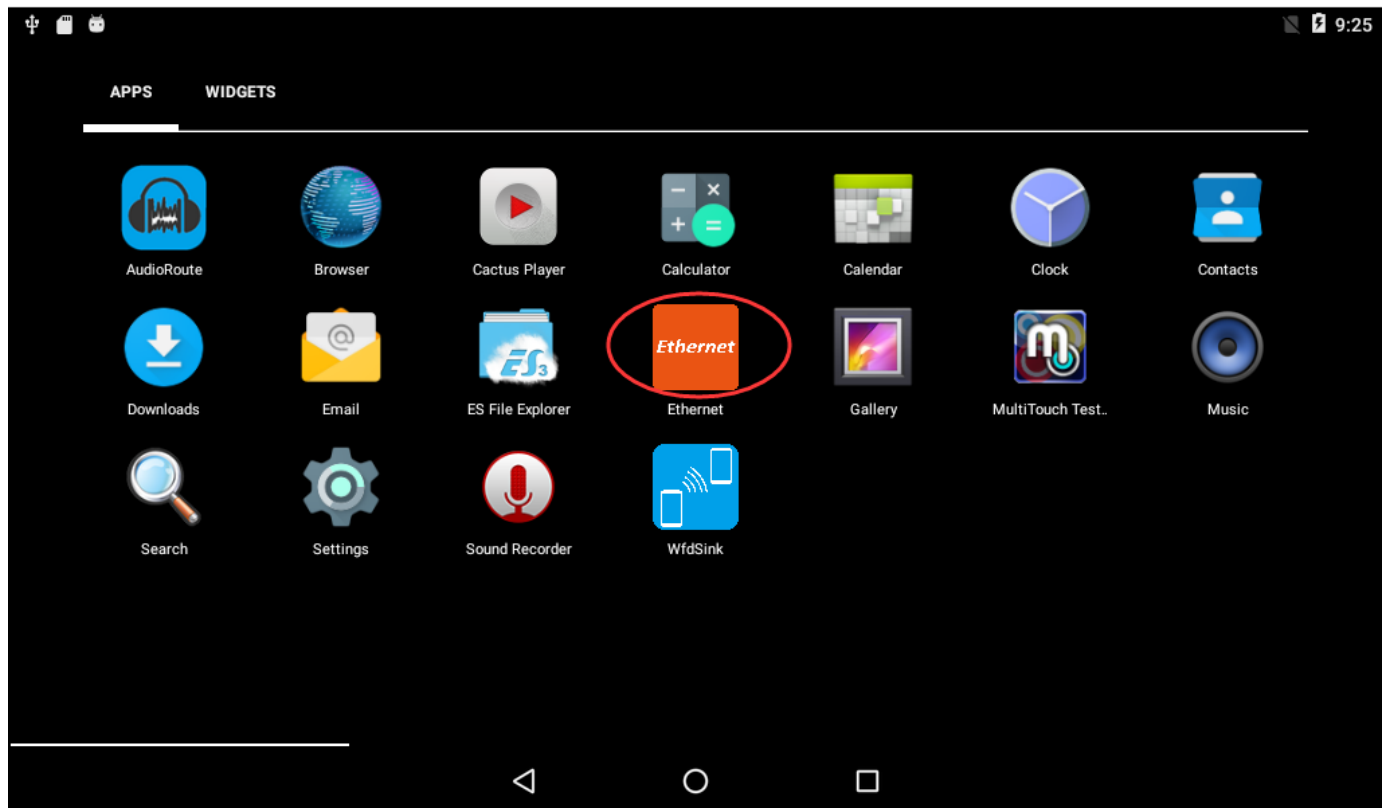 9:25
APPS WIDGETS
AudioRoute Browser Cactus Player Calculator Calendar Clock Contacts
@
ES3 Ethernet
Downloads Email ES File Explorer Ethernet Gallery MultiTouch Test.. Music
Search Settings Sound Recorder WfdSink